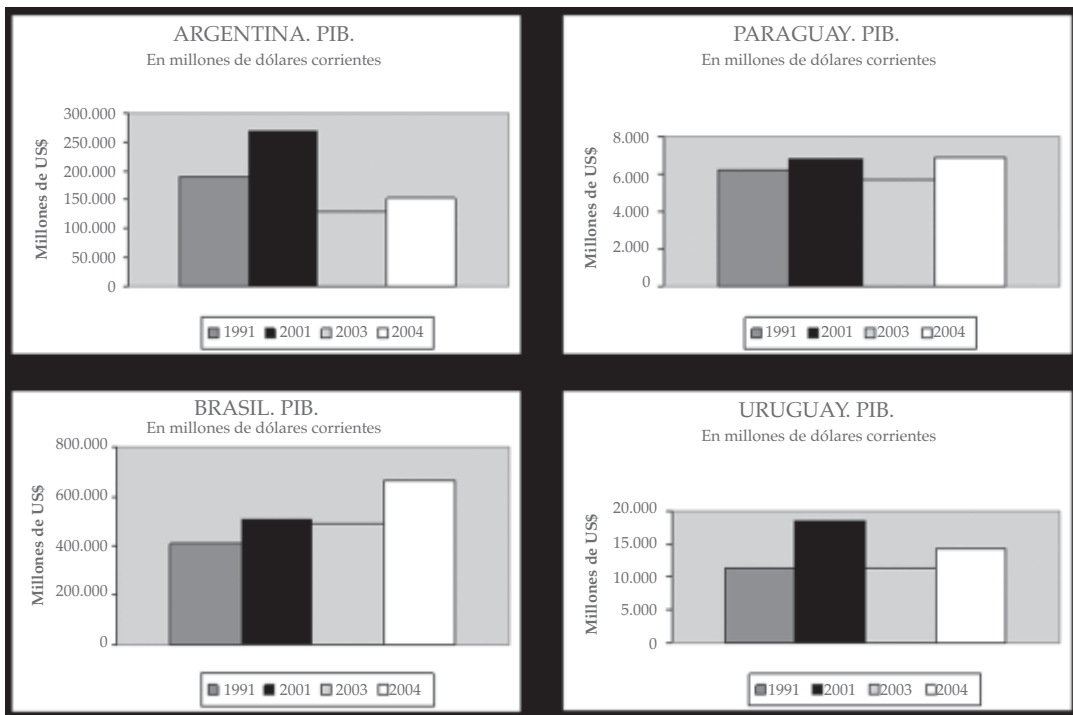 ARGENTINA. PIB.
En millones de dólares corrientes
Millones de US$
300.000
250.000
200.000
150.000
100.000
50.000
0
1991 2001 2003 2004
PARAGUAY. PIB.
En millones de dólares corrientes
Millones de US$
8.000
6.000
4.000
2.000
0
1991 2001 2003 2004
BRASIL. PIB.
En millones de dólares corrientes
Millones de US$
800.000
600.000
400.000
200.000
0
1991 2001 2003 2004
URUGUAY. PIB.
En millones de dólares corrientes
Millones de US$
20.000
15.000
10.000
5.000
0
1991 2001 2003 2004